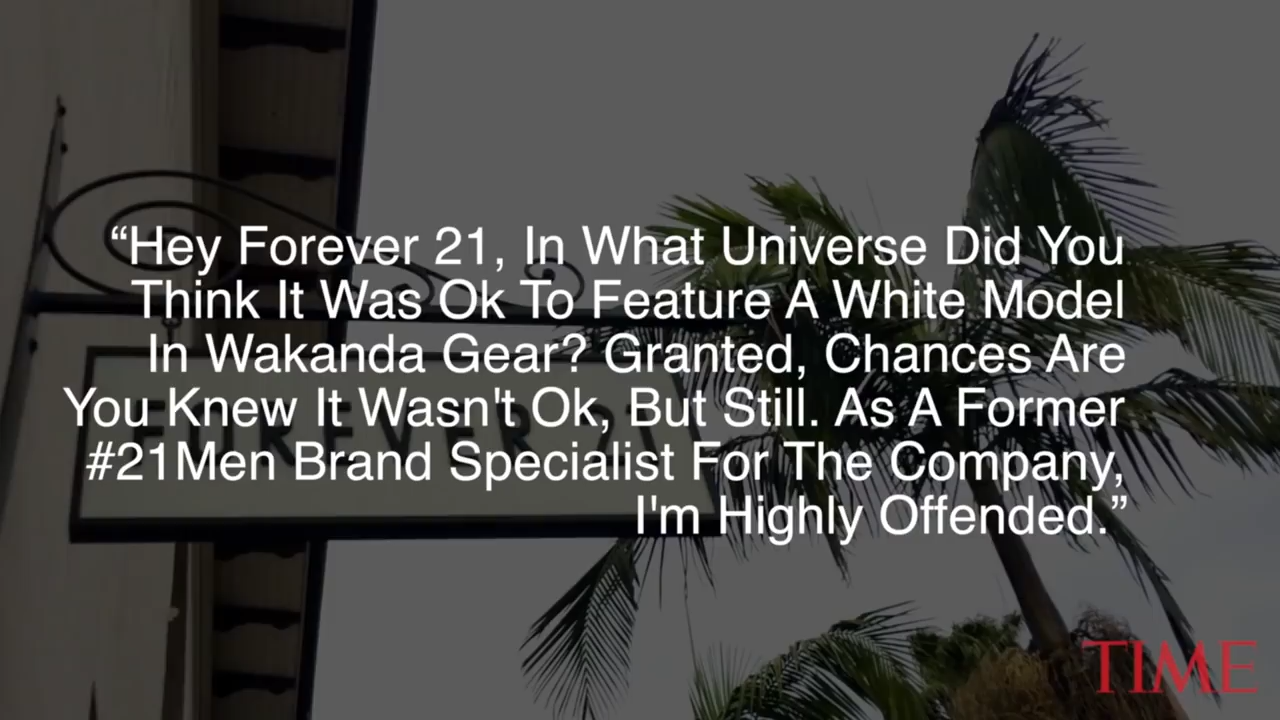 “Hey Forever 21, In What Universe Did You
Think It Was Ok To Feature A White Model
In Wakanda Gear? Granted, Chances Are
You Knew It Wasn't Ok, But Still. As A Former
#21Men Brand Specialist For The Company,
I'm Highly Offended.”
FOREVER 21
TIME